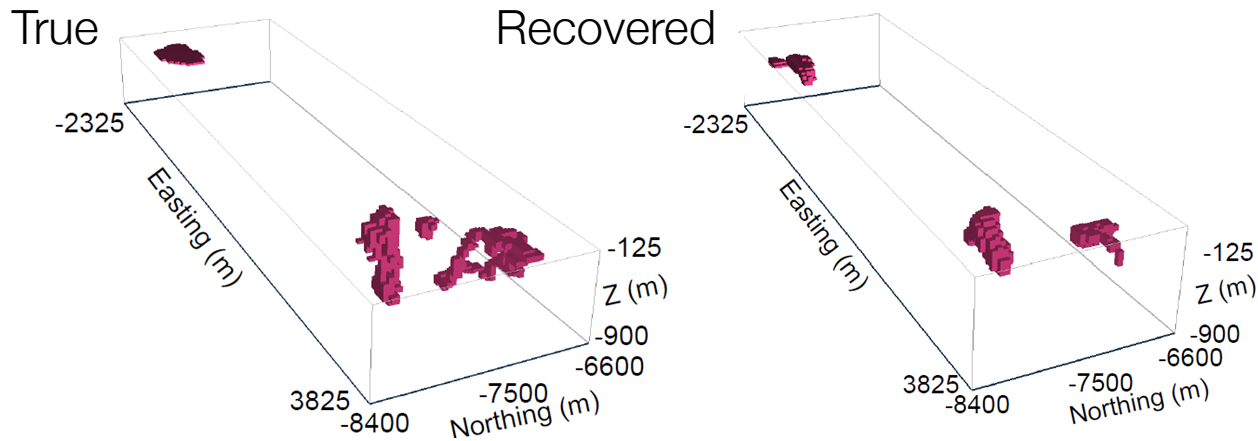 True
Recovered
-2325
Easting (m)
-125
Z (m)
-900
-6600
-7500
3825
-8400
Northing (m)
-2325
Easting (m)
-125
Z (m)
-900
-6600
-7500
3825
-8400
Northing (m)